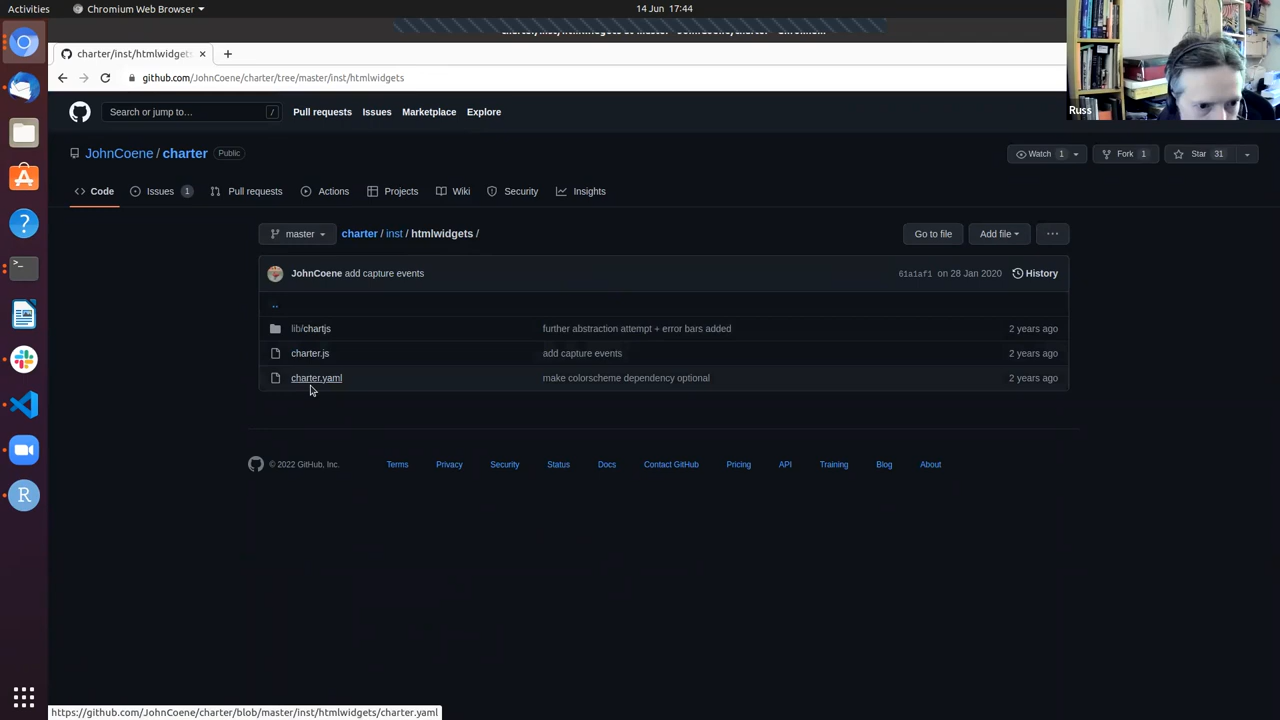 Activities
Chromium Web Browser
14 Jun 17:44
charter/inst/htmlwidgets
github.com/JohnCoene/charter/tree/master/inst/htmlwidgets
Russ
Search or jump to…
/
Pull requests
Issues
Marketplace
Explore
JohnCoene / charter
Public
Watch 1
Fork 1
Star 31
Code
Issues 1
Pull requests
Actions
Projects
Wiki
Security
Insights
master
charter / inst / htmlwidgets /
Go to file
Add file
...
JohnCoene add capture events
61a1af1 on 28 Jan 2020
History
..
lib/chartjs
further abstraction attempt + error bars added
2 years ago
charter.js
add capture events
2 years ago
charter.yaml
make colorscheme dependency optional
2 years ago
© 2022 GitHub, Inc.
Terms
Privacy
Security
Status
Docs
Contact GitHub
Pricing
API
Training
Blog
About
https://github.com/JohnCoene/charter/blob/master/inst/htmlwidgets/charter.yaml